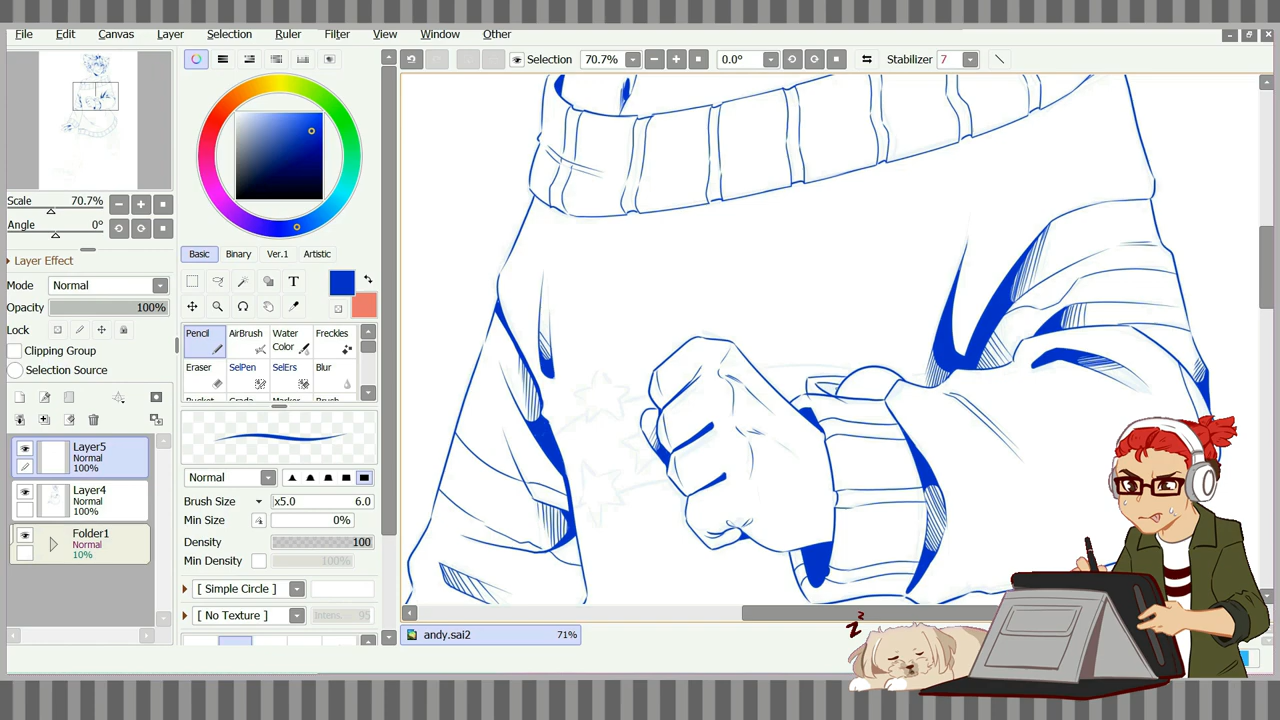 File Edit Canvas Layer Selection Ruler Filter View Window Other
Selection 70.7% 0.0° Stabilizer 7
Scale 70.7%
Angle 0°
Layer Effect
Mode Normal
Opacity 100%
Lock
Clipping Group
Selection Source
Layer5
Normal
100%
Layer4
Normal
100%
Folder1
Normal
10%
Basic Binary Ver.1 Artistic
T
Pencil AirBrush Water Color Freckles
Eraser SelPen SelErs Blur
Normal
Brush Size x5.0 6.0
Min Size 0%
Density 100
Min Density 100%
[ Simple Circle ]
[ No Texture ] Intens. 95
andy.sai2 71%
z z